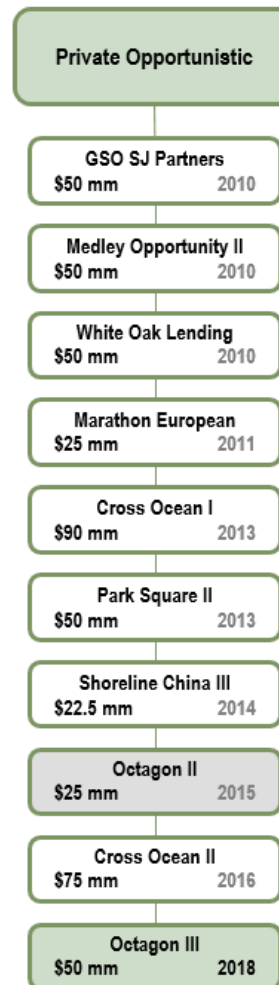 Private Opportunistic
GSO SJ Partners
$50 mm 2010
Medley Opportunity II
$50 mm 2010
White Oak Lending
$50 mm 2010
Marathon European
$25 mm 2011
Cross Ocean I
$90 mm 2013
Park Square II
$50 mm 2013
Shoreline China III
$22.5 mm 2014
Octagon II
$25 mm 2015
Cross Ocean II
$75 mm 2016
Octagon III
$50 mm 2018